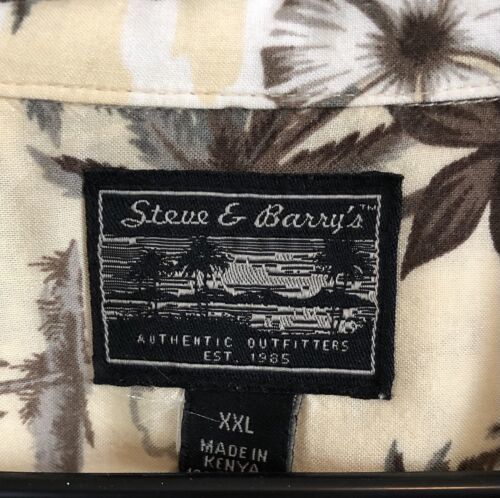 Steve & Barry's™
AUTHENTIC OUTFITTERS
EST. 1985
XXL
MADE IN
KENYA